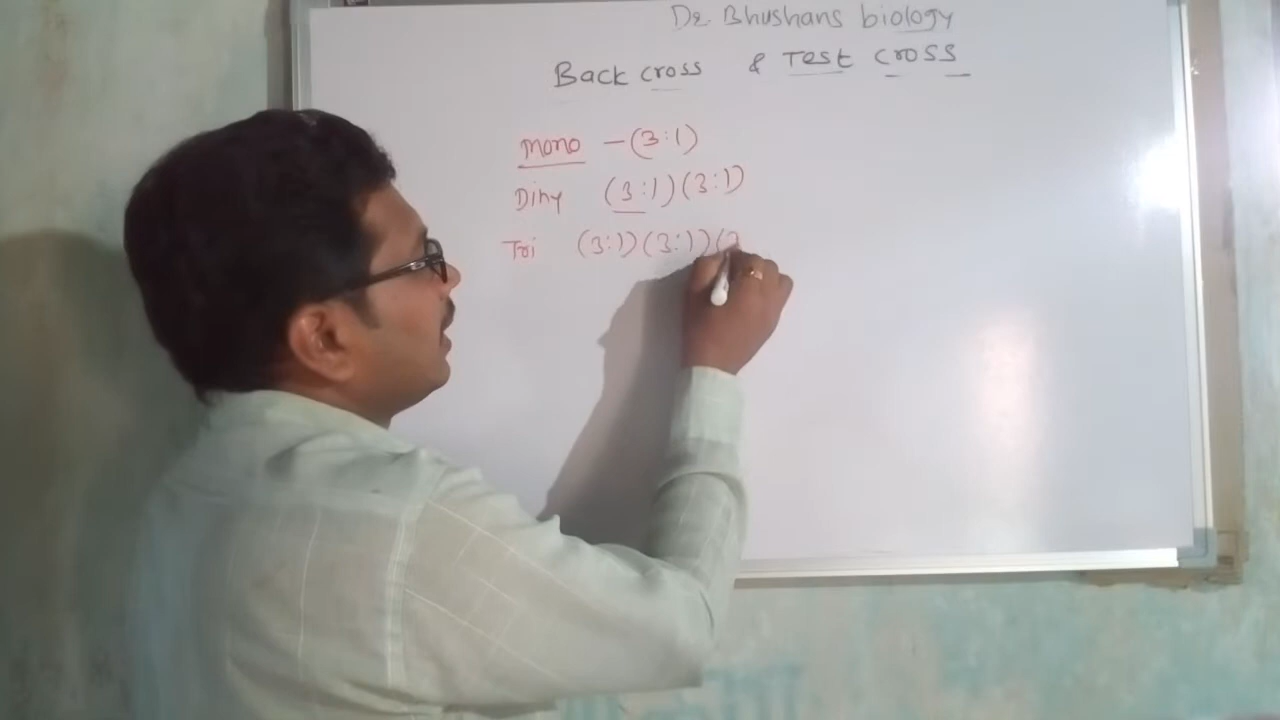 Dr. Bhushans biology
Back cross & Test cross
mono - (3:1)
Dihy (3:1)(3:1)
Tri (3:1)(3:1)(3